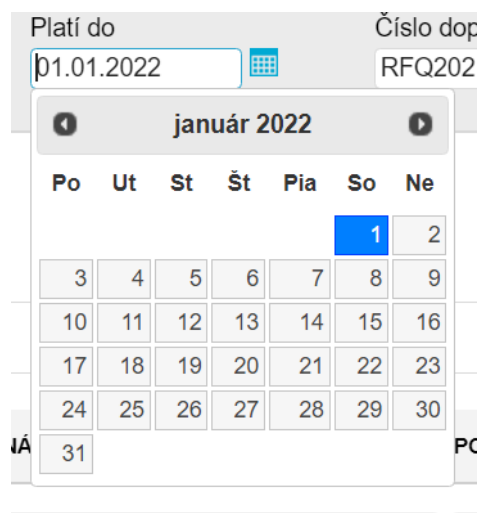 Platí do Číslo dop
01.01.2022 RFQ202
január 2022
Po Ut St Št Pia So Ne
1 2
3 4 5 6 7 8 9
10 11 12 13 14 15 16
17 18 19 20 21 22 23
24 25 26 27 28 29 30
31
NÁ PO